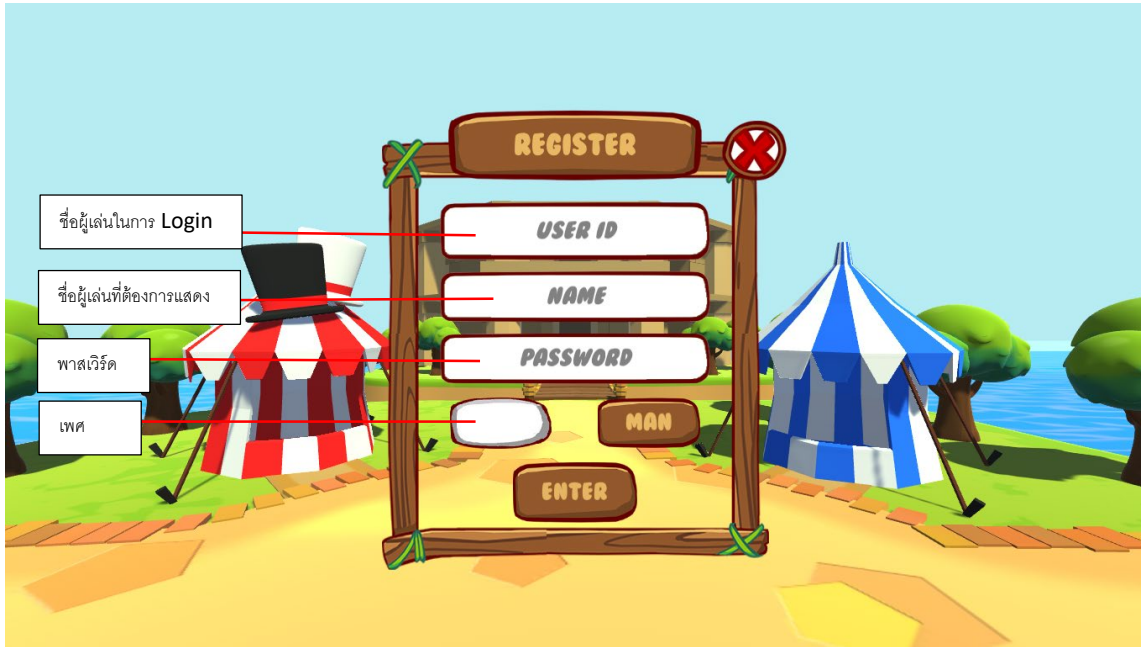 REGISTER
ชื่อผู้เล่นในการ Login
USER ID
ชื่อผู้เล่นที่ต้องการแสดง
NAME
พาสเวิร์ด
PASSWORD
เพศ
MAN
ENTER